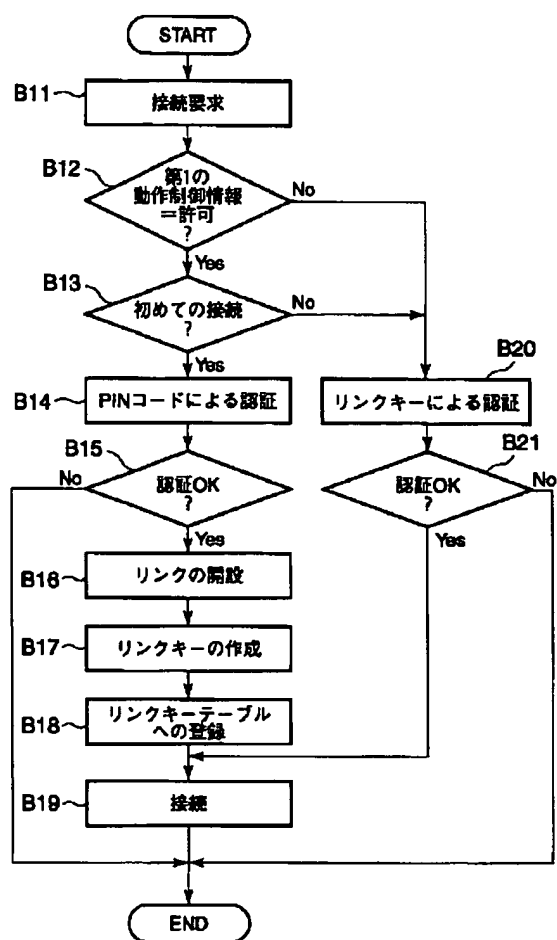 START
B11
接続要求
B12
第1の
動作制御情報
＝許可
?
No
Yes
B13
初めての接続
?
No
Yes
B14
PINコードによる認証
B20
リンクキーによる認証
B15
No
認証OK
?
Yes
B21
認証OK
?
No
Yes
B16
リンクの開設
B17
リンクキーの作成
B18
リンクキーテーブル
への登録
B19
接続
END